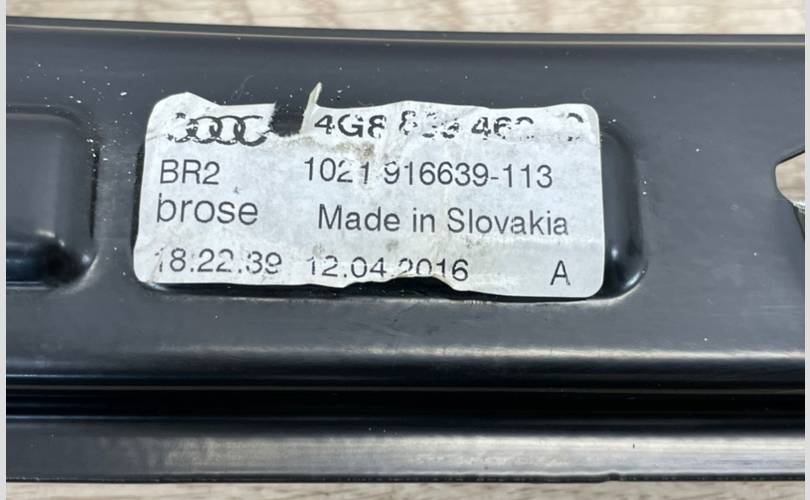 4G8
BR2 1021 916639-113
brose Made in Slovakia
18:22:39 12.04.2016 A